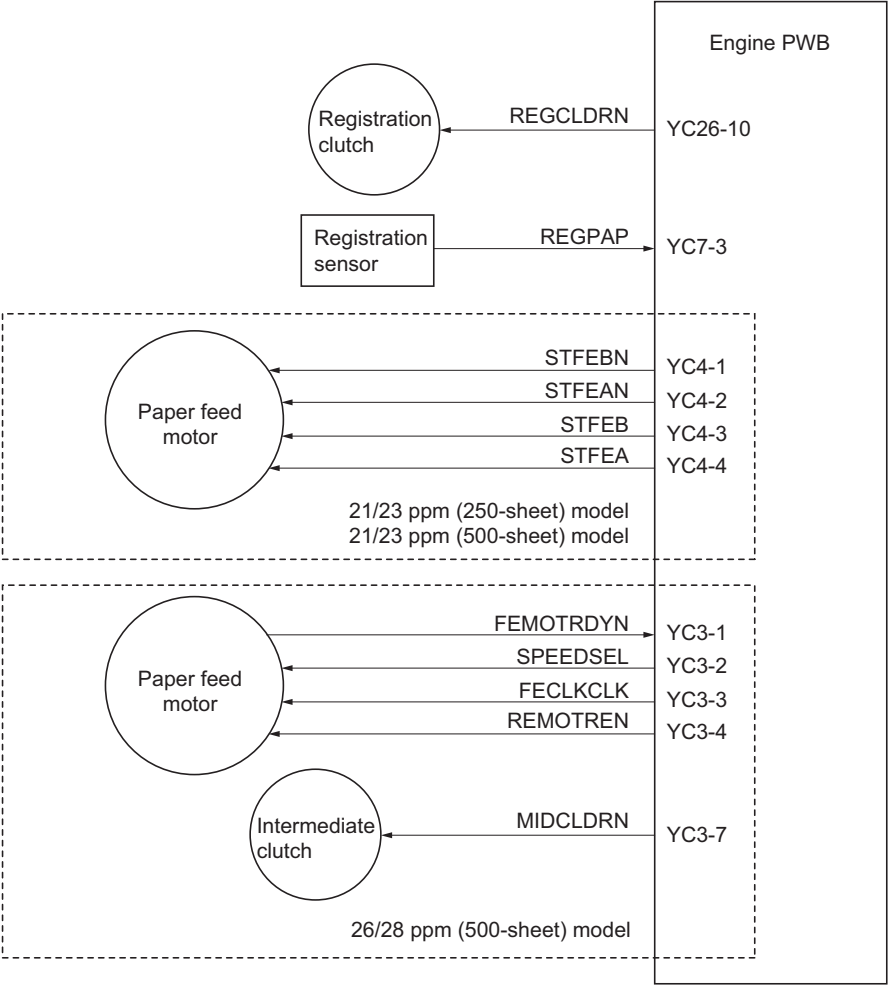 Engine PWB
Registration
clutch
REGCLDRN
YC26-10
Registration
sensor
REGPAP
YC7-3
Paper feed
motor
STFEBN
YC4-1
STFEAN
YC4-2
STFEB
YC4-3
STFEA
YC4-4
21/23 ppm (250-sheet) model
21/23 ppm (500-sheet) model
Paper feed
motor
FEMOTRDYN
YC3-1
SPEEDSEL
YC3-2
FECLKCLK
YC3-3
REMOTREN
YC3-4
Intermediate
clutch
MIDCLDRN
YC3-7
26/28 ppm (500-sheet) model